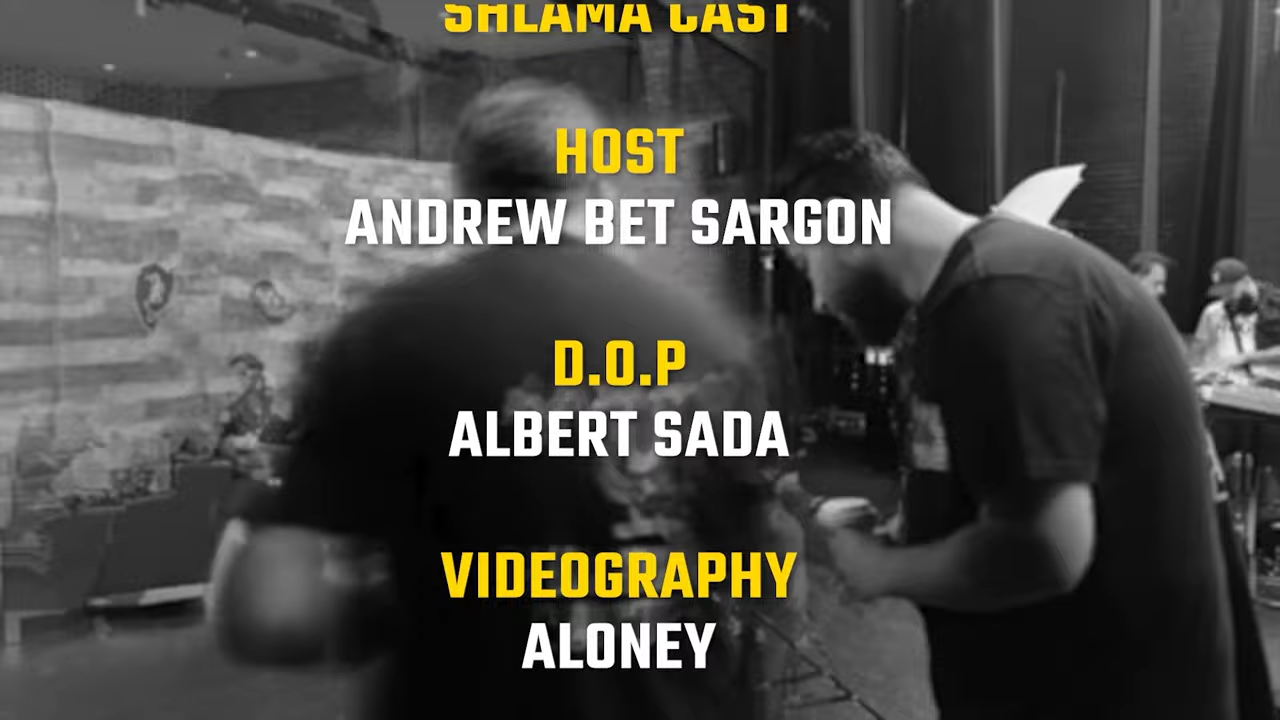 SHLAMA CAST
HOST
ANDREW BET SARGON
D.O.P
ALBERT SADA
VIDEOGRAPHY
ALONEY